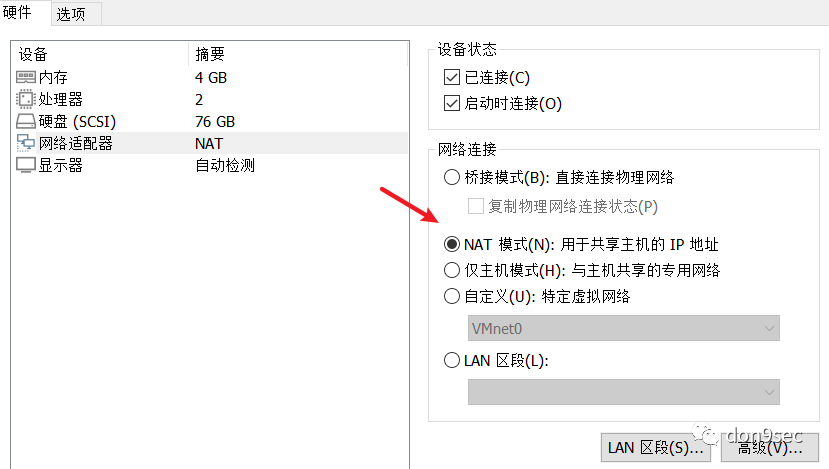 硬件 选项
设备 摘要
内存 4 GB
处理器 2
硬盘 (SCSI) 76 GB
网络适配器 NAT
显示器 自动检测
设备状态
已连接(C)
启动时连接(O)
网络连接
桥接模式(B): 直接连接物理网络
复制物理网络连接状态(P)
NAT 模式(N): 用于共享主机的 IP 地址
仅主机模式(H): 与主机共享的专用网络
自定义(U): 特定虚拟网络
VMnet0
LAN 区段(L):
LAN 区段(S)... 高级(V)...
don9sec